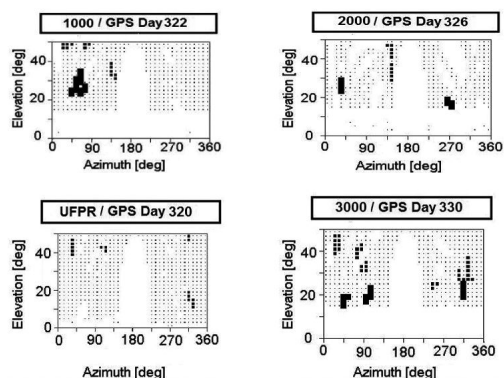 1000 / GPS Day 322
Elevation [deg]
40
20
0
0 90 180 270 360
Azimuth [deg]
2000 / GPS Day 326
Elevation [deg]
40
20
0
0 90 180 270 360
Azimuth [deg]
UFPR / GPS Day 320
Elevation [deg]
40
20
0
0 90 180 270 360
Azimuth [deg]
3000 / GPS Day 330
Elevation [deg]
40
20
0
0 90 180 270 360
Azimuth [deg]